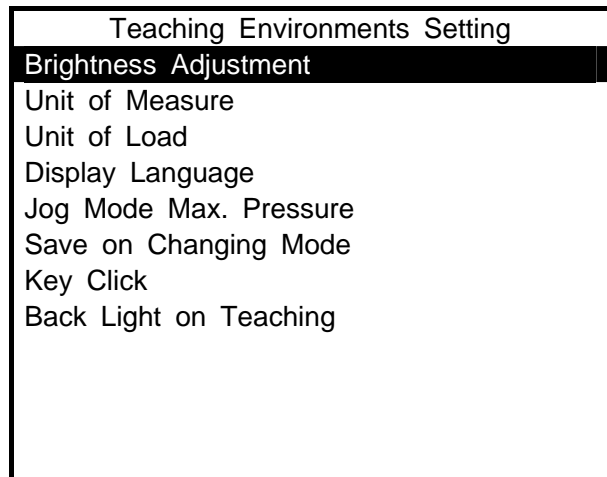 Teaching Environments Setting
Brightness Adjustment
Unit of Measure
Unit of Load
Display Language
Jog Mode Max. Pressure
Save on Changing Mode
Key Click
Back Light on Teaching